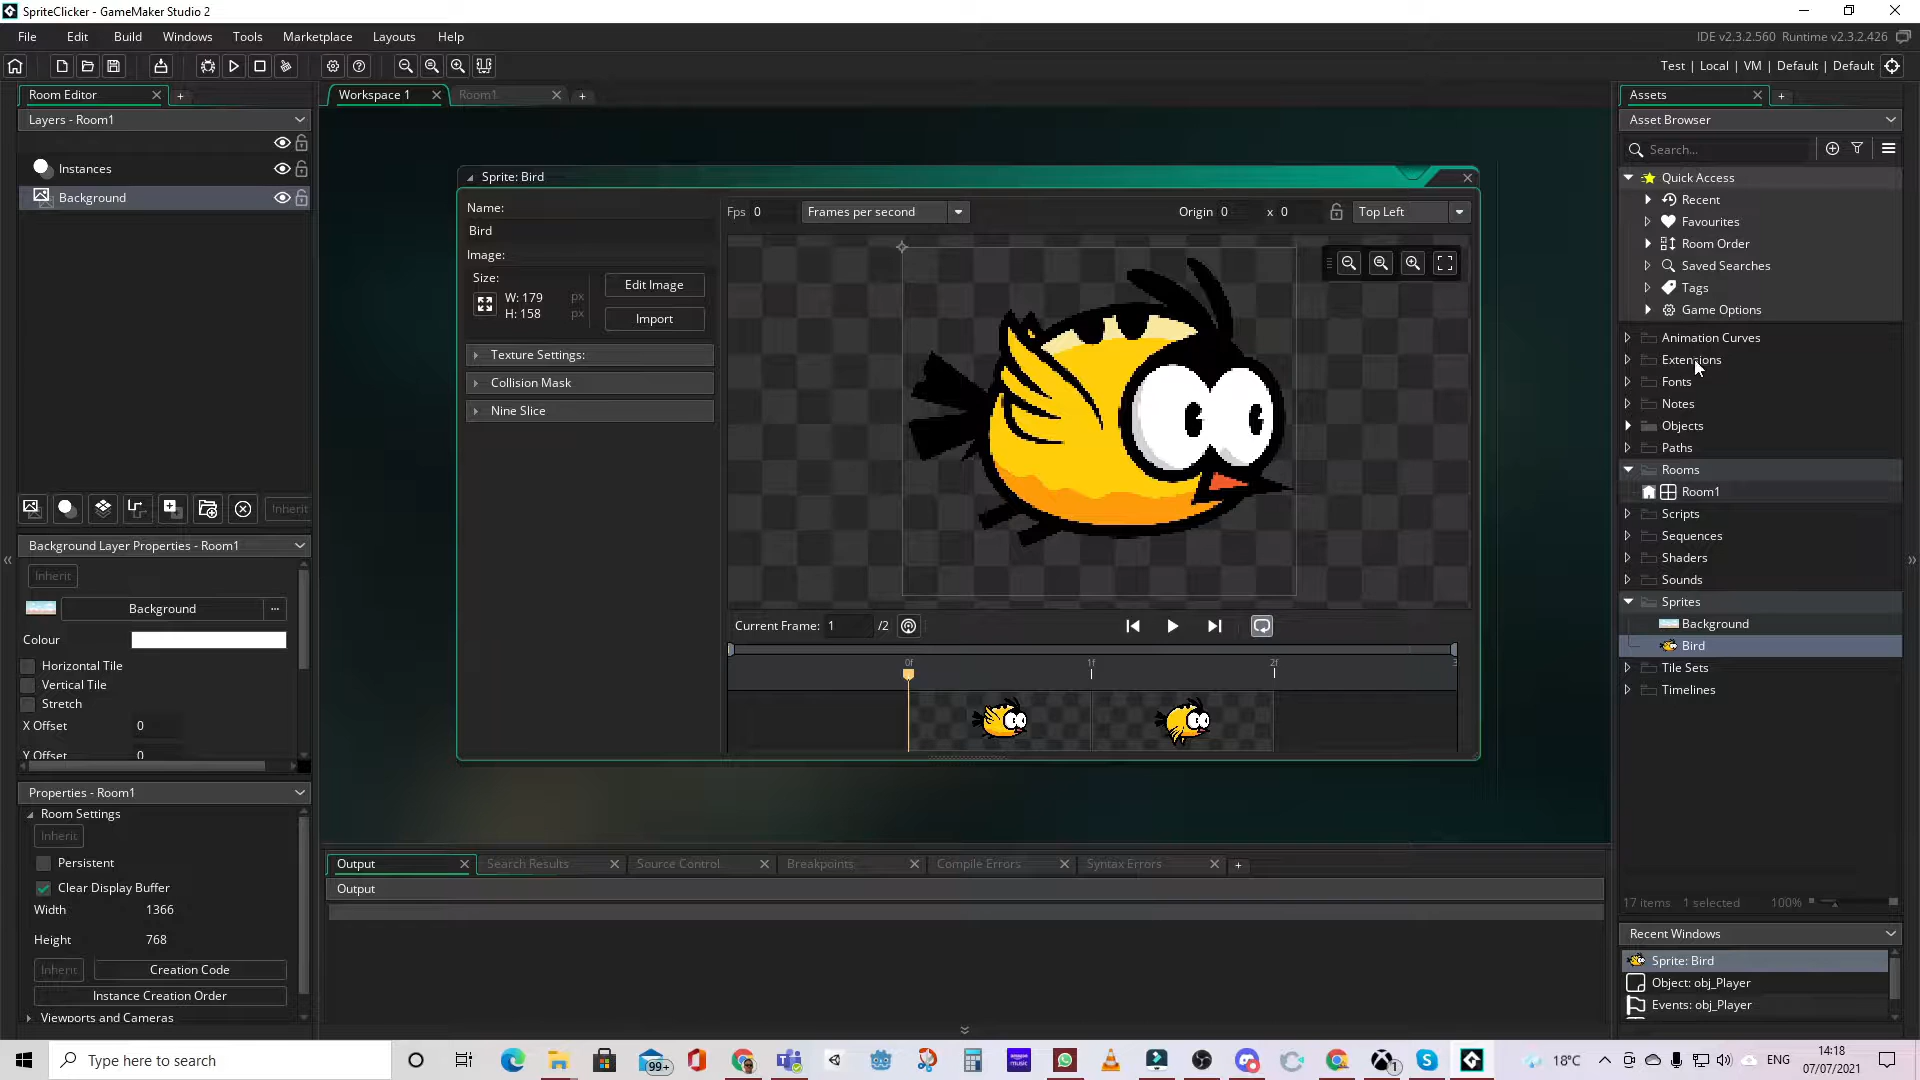 SpriteClicker - GameMaker Studio 2
File Edit Build Windows Tools Marketplace Layouts Help
IDE v2.3.2.560 Runtime v2.3.2.426
Test | Local | VM | Default | Default
Room Editor
Layers - Room1
Instances
Background
Inherit
Background Layer Properties - Room1
Inherit
Background
...
Colour
Horizontal Tile
Vertical Tile
Stretch
X Offset 0
Y Offset 0
Properties - Room1
Room Settings
Inherit
Persistent
Clear Display Buffer
Width 1366
Height 768
Inherit Creation Code
Instance Creation Order
Viewports and Cameras
Workspace 1 Room1
Sprite: Bird
Name:
Bird
Image:
Size:
W: 179 px
H: 158 px
Edit Image
Import
Texture Settings:
Collision Mask
Nine Slice
Fps 0 Frames per second Origin 0 x 0 Top Left
Current Frame: 1 /2
0f 1f 2f 3
Output Search Results Source Control Breakpoints Compile Errors Syntax Errors
Output
Assets
Asset Browser
Search...
Quick Access
Recent
Favourites
Room Order
Saved Searches
Tags
Game Options
Animation Curves
Extensions
Fonts
Notes
Objects
Paths
Rooms
Room1
Scripts
Sequences
Shaders
Sounds
Sprites
Background
Bird
Tile Sets
Timelines
17 items 1 selected 100%
Recent Windows
Sprite: Bird
Object: obj_Player
Events: obj_Player
Type here to search
99+
1
18°C
ENG
14:18
07/07/2021